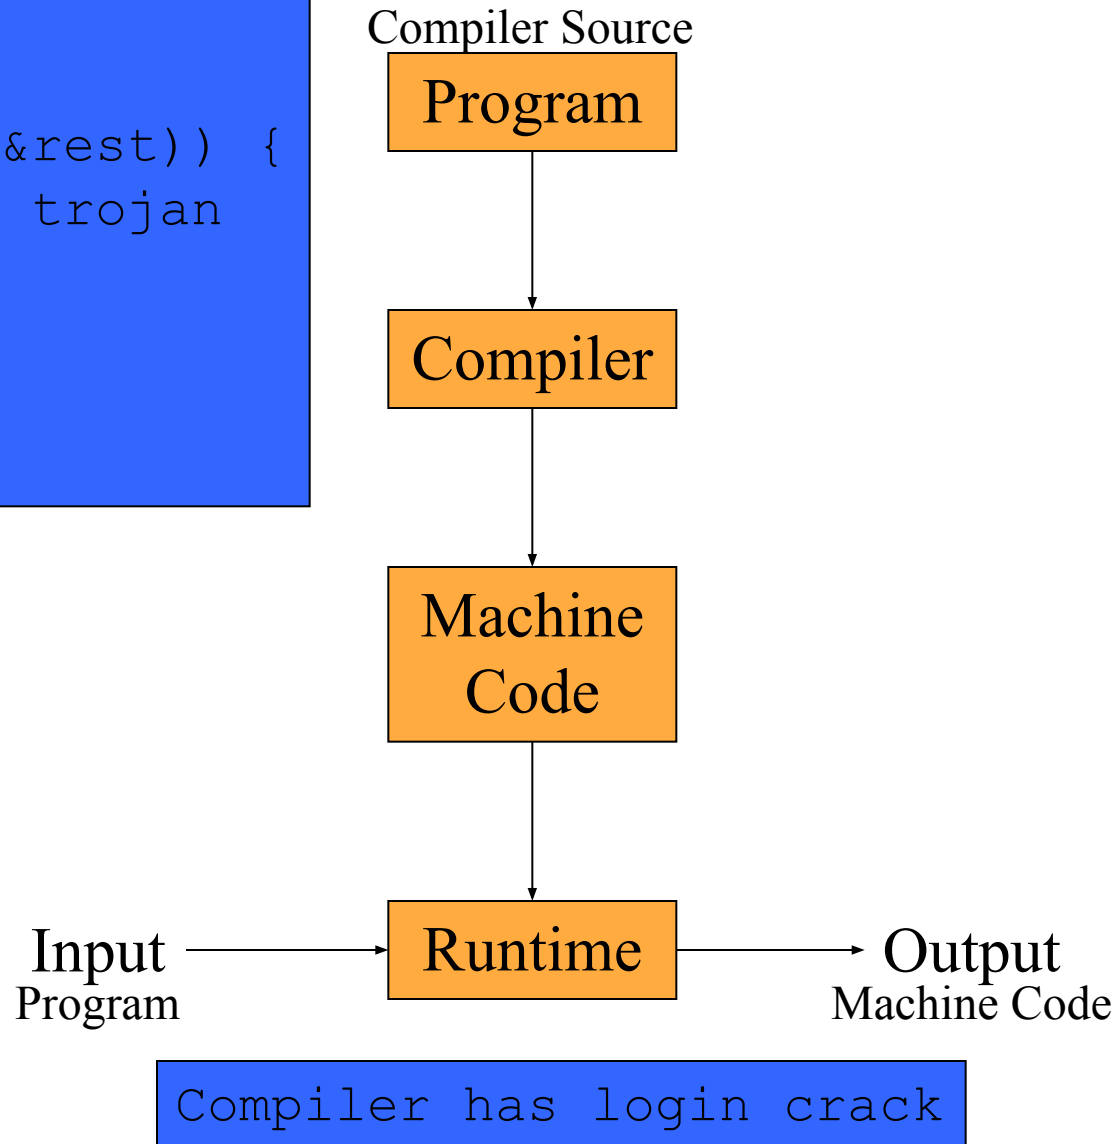 Compiler Source
Program
&rest)) {
trojan
Compiler
Machine
Code
Input
Program
Runtime
Output
Machine Code
Compiler has login crack